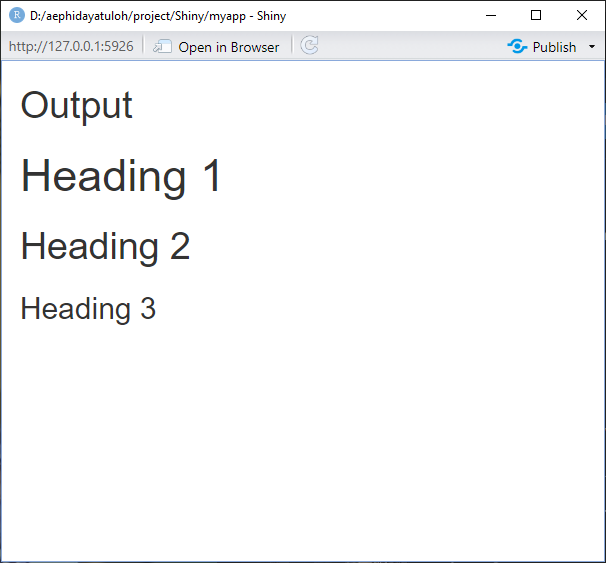 R D:/aephidayatuloh/project/Shiny/myapp - Shiny
http://127.0.0.1:5926 Open in Browser Publish
Output
Heading 1
Heading 2
Heading 3